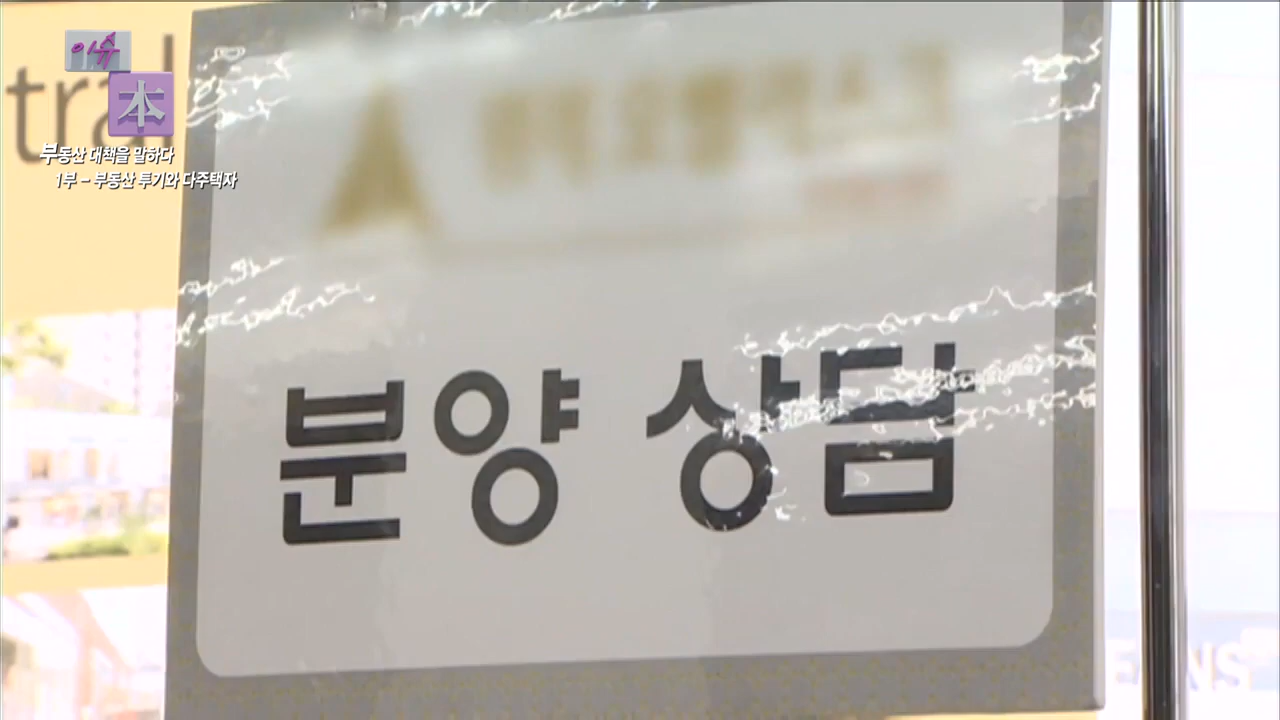 tral
이슈
本
부동산 대책을 말하다
1부 – 부동산 투기와 다주택자
분양 상담